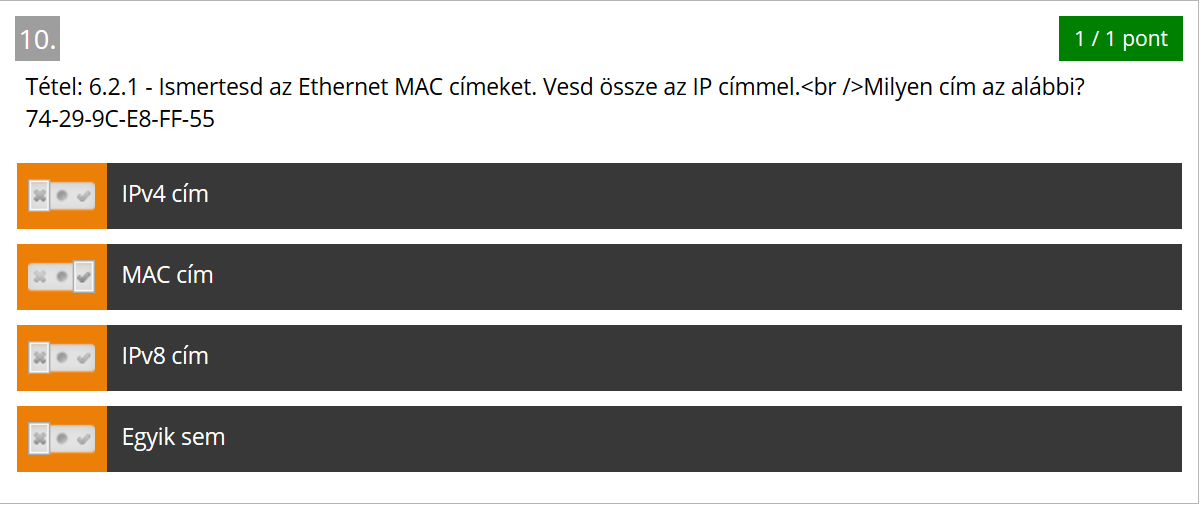 10.
1 / 1 pont
Tétel: 6.2.1 - Ismertesd az Ethernet MAC címeket. Vesd össze az IP címmel.<br />Milyen cím az alábbi?
74-29-9C-E8-FF-55
IPv4 cím
MAC cím
IPv8 cím
Egyik sem